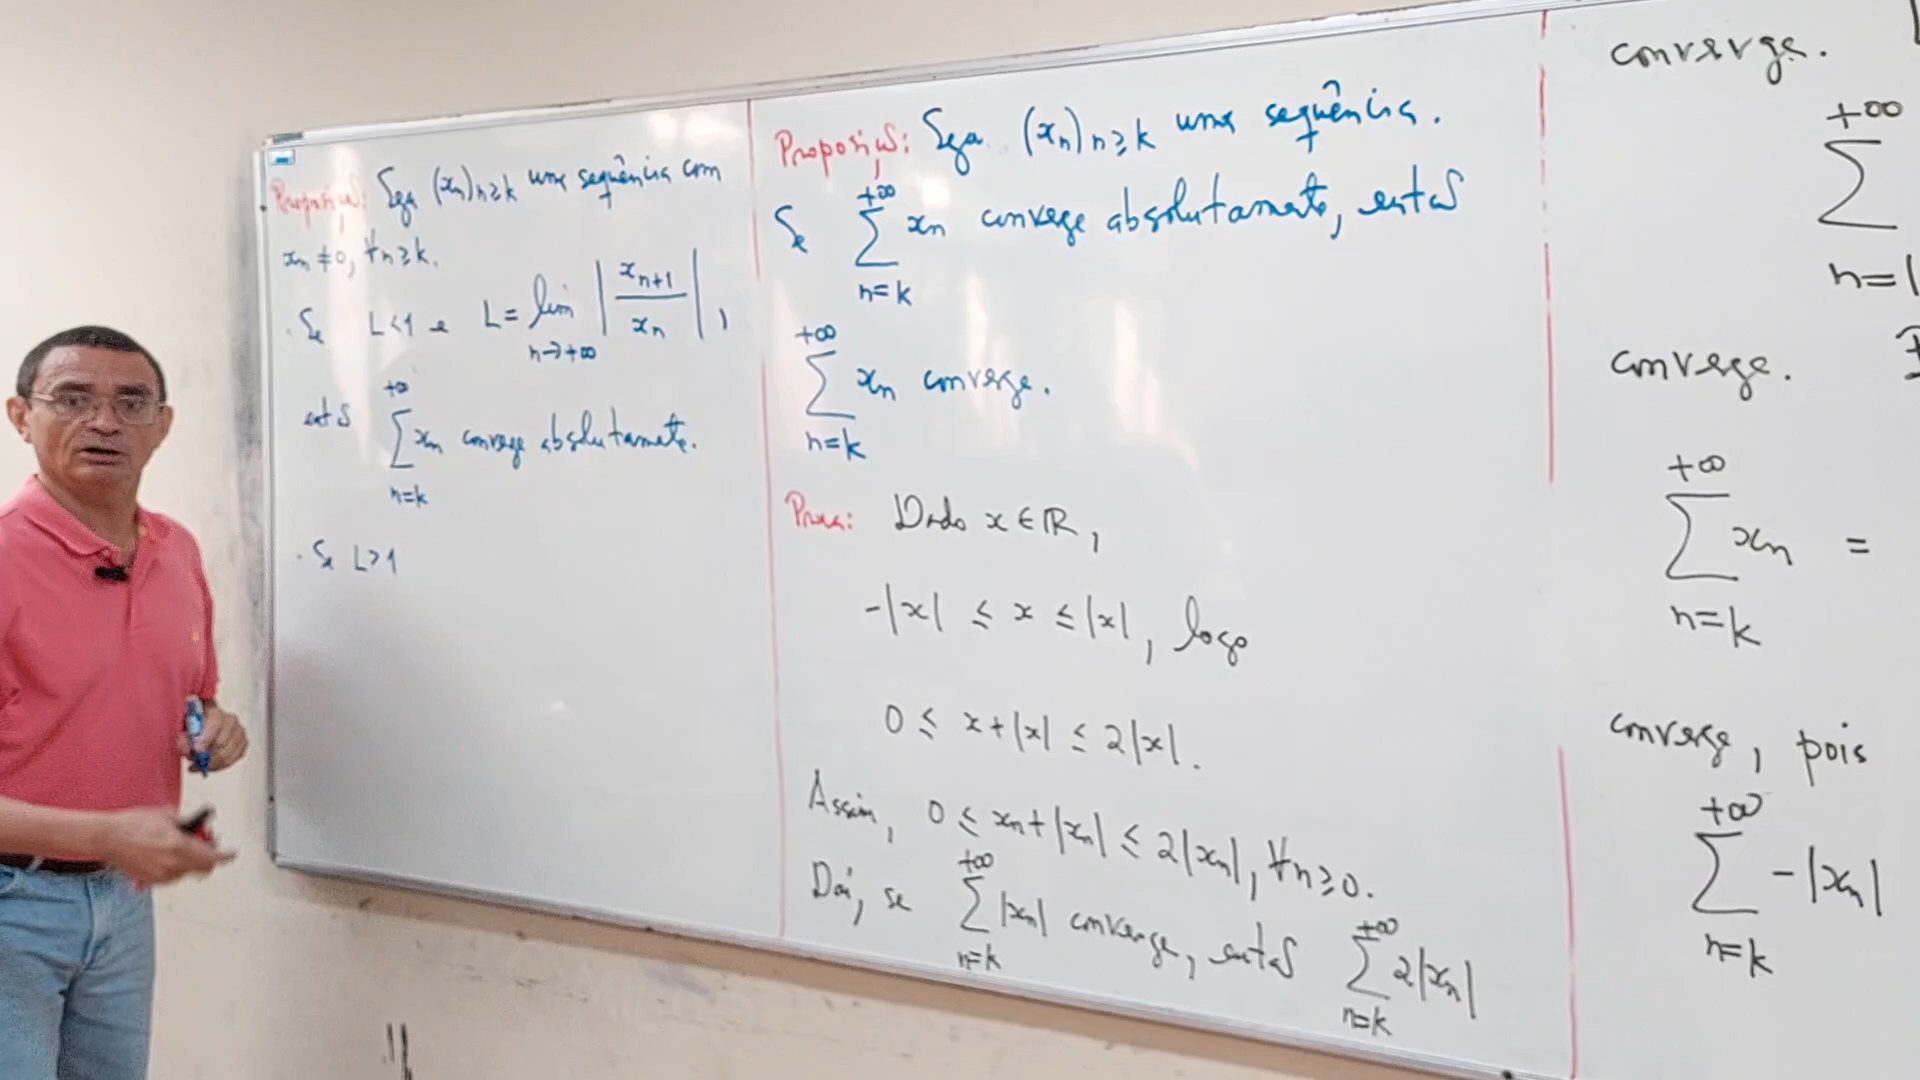 Proposição: Seja (xn)n≥k uma sequência com
xn ≠ 0, ∀n≥k.
· Se L<1 e L = lim n→+∞ |xn+1/xn|,
então ∑ n=k +∞ xn converge absolutamente.
· Se L>1
Proposição: Seja (xn)n≥k uma sequência.
Se ∑ n=k +∞ xn converge absolutamente, então
∑ n=k +∞ xn converge.
Prova: Dado x ∈ ℝ,
-|x| ≤ x ≤ |x|, logo
0 ≤ x+|x| ≤ 2|x|.
Assim, 0 ≤ xn+|xn| ≤ 2|xn|, ∀n≥0.
Daí, se ∑ n=k +∞ |xn| converge, então ∑ n=k +∞ 2|xn|
converge.
+∞
∑
n=1
converge.
∑ n=k +∞ xn =
converge, pois
∑ n=k +∞ -|xn|